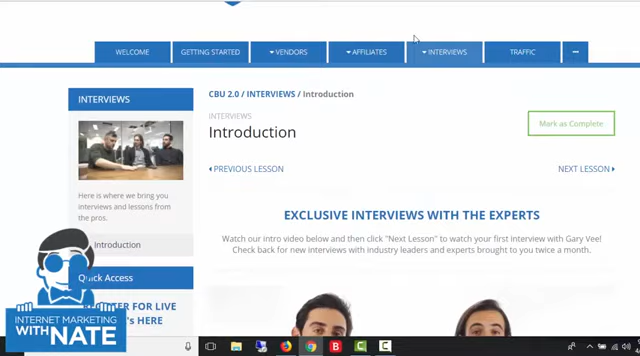 WELCOME
GETTING STARTED
VENDORS
AFFILIATES
INTERVIEWS
TRAFFIC
INTERVIEWS
CBU 2.0 / INTERVIEWS / Introduction
INTERVIEWS
Introduction
Mark as Complete
PREVIOUS LESSON
NEXT LESSON
Here is where we bring you
interviews and lessons from
the pros.
Introduction
Quick Access
FOR LIVE
HERE
EXCLUSIVE INTERVIEWS WITH THE EXPERTS
Watch our intro video below and then click "Next Lesson" to watch your first interview with Gary Vee!
Check back for new interviews with industry leaders and experts brought to you twice a month.
INTERNET MARKETING
WITH NATE